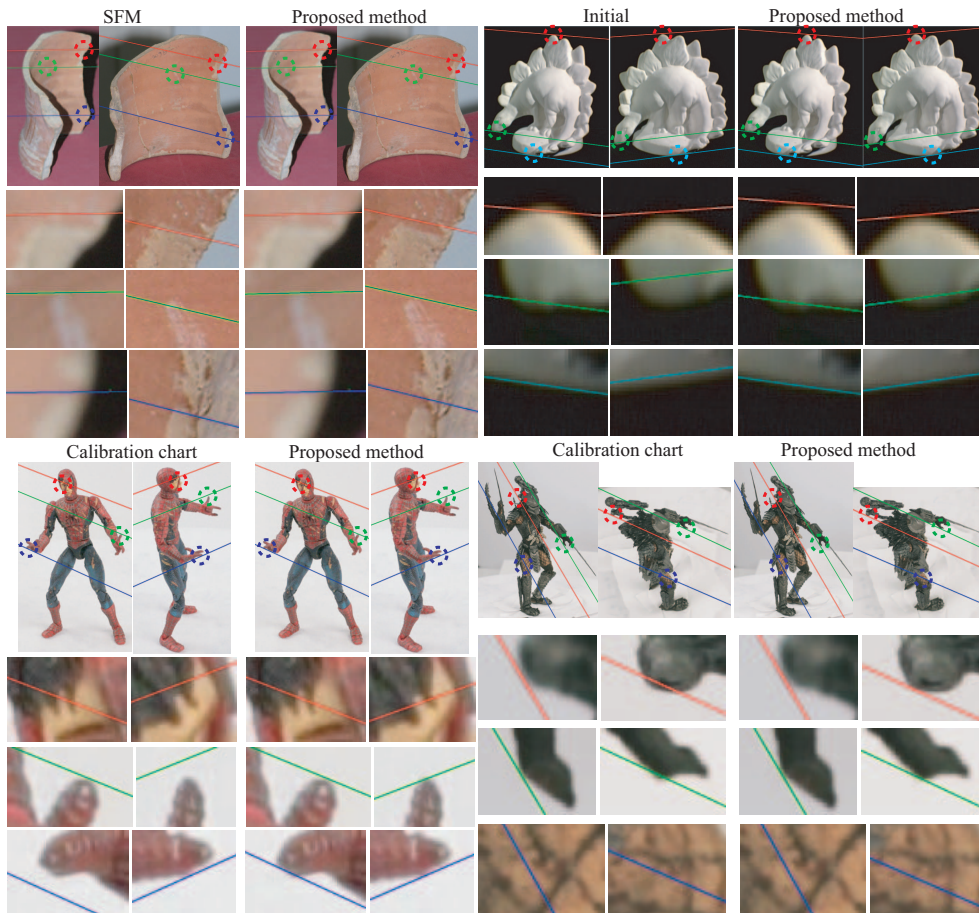 SFM
Proposed method
Initial
Proposed method
Calibration chart
Proposed method
Calibration chart
Proposed method